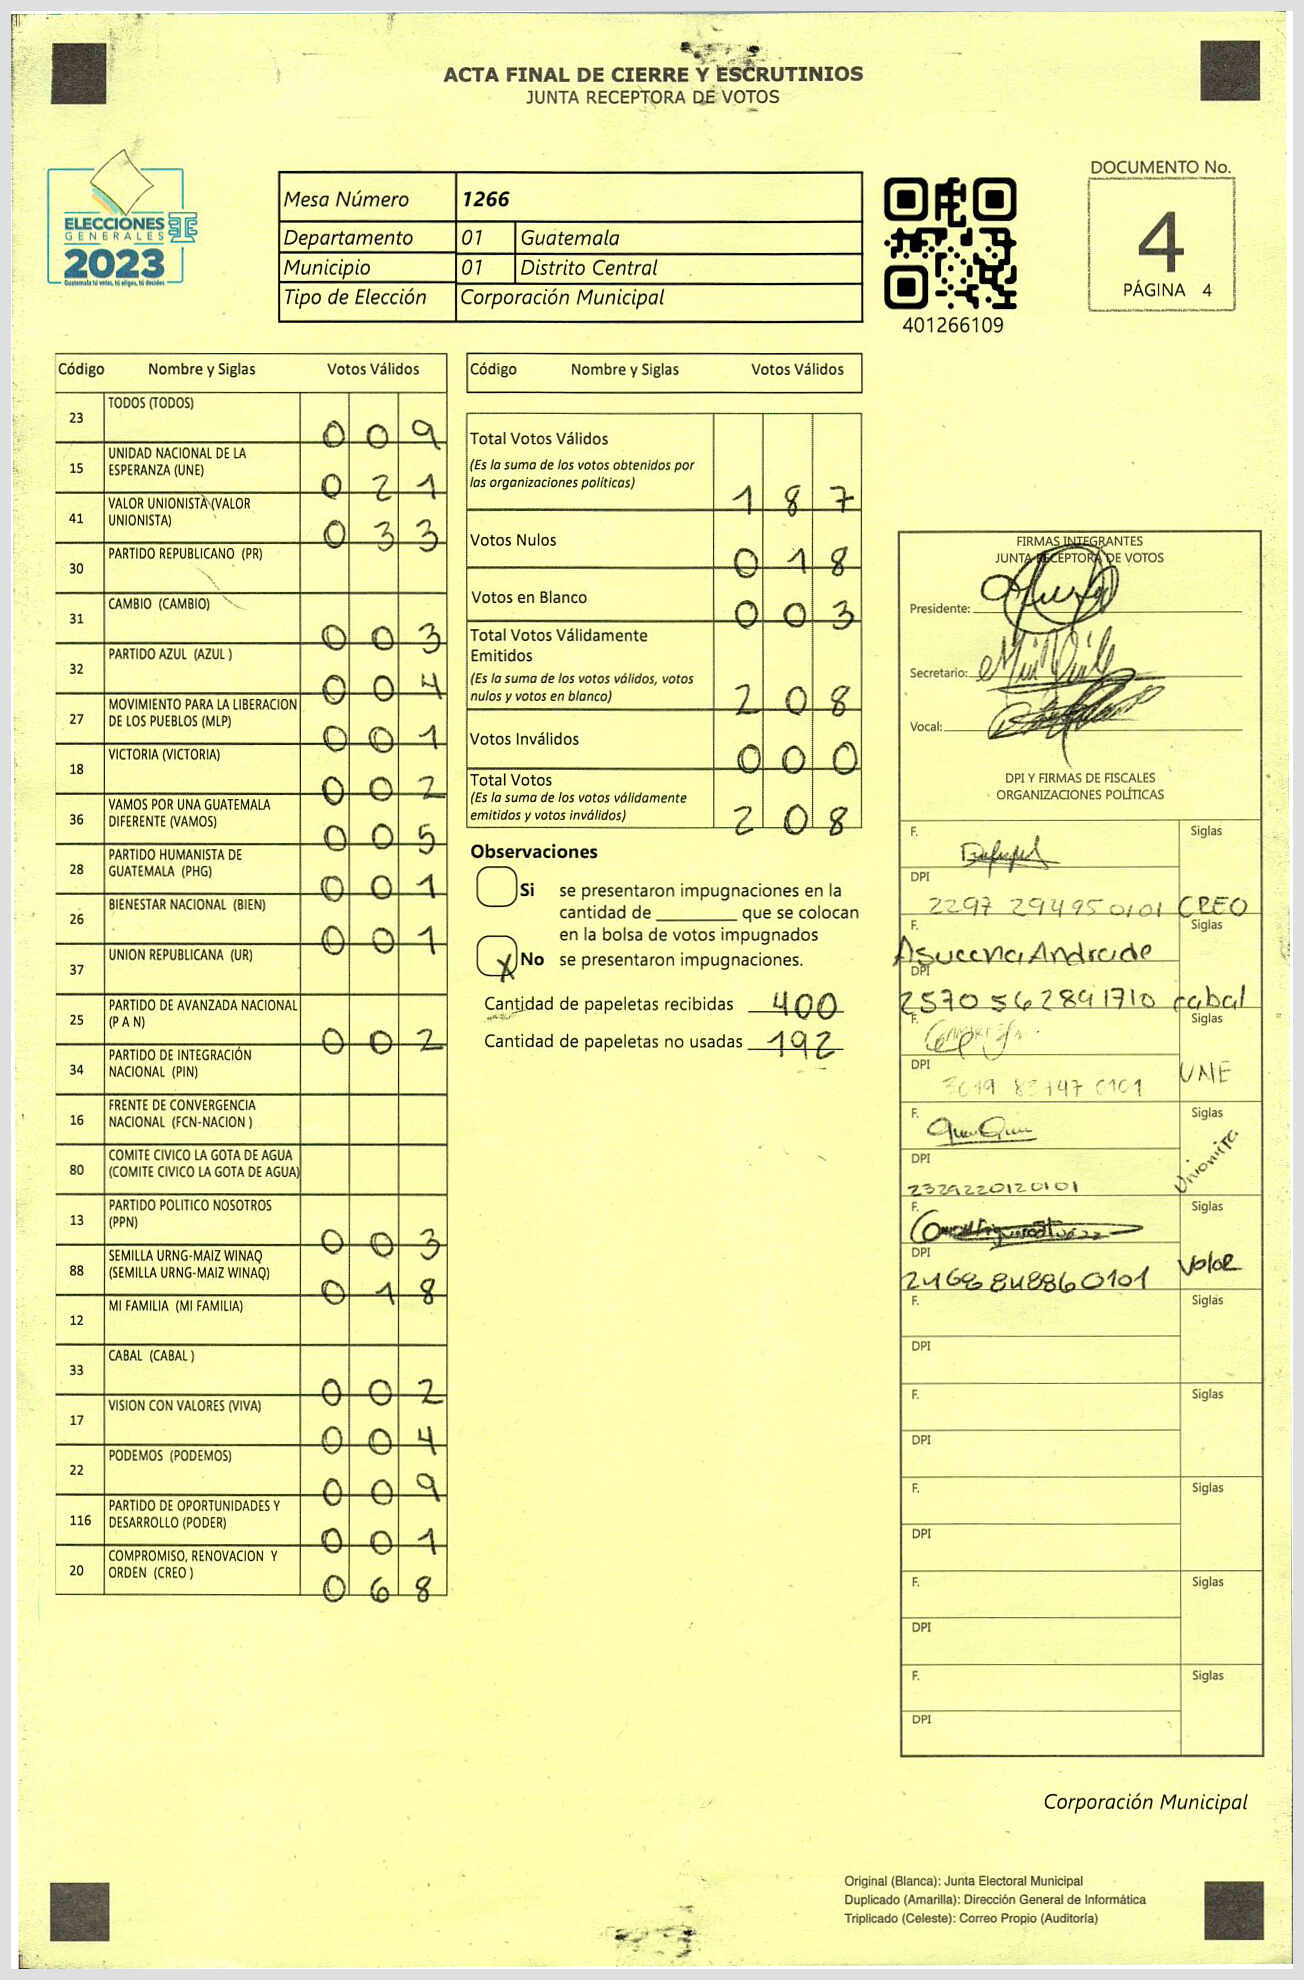 ACTA FINAL DE CIERRE Y ESCRUTINIOS
JUNTA RECEPTORA DE VOTOS
ELECCIONES
GENERALES
2023
Guatemala tú votas, tú eliges, tú decides
Mesa Número 1266
Departamento 01 Guatemala
Municipio 01 Distrito Central
Tipo de Elección Corporación Municipal
401266109
DOCUMENTO No.
4
PÁGINA 4
Código Nombre y Siglas Votos Válidos
23 TODOS (TODOS) 0 0 9
15 UNIDAD NACIONAL DE LA ESPERANZA (UNE) 0 2 1
41 VALOR UNIONISTA (VALOR UNIONISTA) 0 3 3
30 PARTIDO REPUBLICANO (PR)
31 CAMBIO (CAMBIO) 0 0 3
32 PARTIDO AZUL (AZUL ) 0 0 4
27 MOVIMIENTO PARA LA LIBERACION DE LOS PUEBLOS (MLP) 0 0 1
18 VICTORIA (VICTORIA) 0 0 2
36 VAMOS POR UNA GUATEMALA DIFERENTE (VAMOS) 0 0 5
28 PARTIDO HUMANISTA DE GUATEMALA (PHG) 0 0 1
26 BIENESTAR NACIONAL (BIEN) 0 0 1
37 UNION REPUBLICANA (UR)
25 PARTIDO DE AVANZADA NACIONAL (P A N) 0 0 2
34 PARTIDO DE INTEGRACIÓN NACIONAL (PIN)
16 FRENTE DE CONVERGENCIA NACIONAL (FCN-NACION )
80 COMITE CIVICO LA GOTA DE AGUA (COMITE CIVICO LA GOTA DE AGUA)
13 PARTIDO POLITICO NOSOTROS (PPN) 0 0 3
88 SEMILLA URNG-MAIZ WINAQ (SEMILLA URNG-MAIZ WINAQ) 0 1 8
12 MI FAMILIA (MI FAMILIA)
33 CABAL (CABAL ) 0 0 2
17 VISION CON VALORES (VIVA) 0 0 4
22 PODEMOS (PODEMOS) 0 0 9
116 PARTIDO DE OPORTUNIDADES Y DESARROLLO (PODER) 0 0 1
20 COMPROMISO, RENOVACION Y ORDEN (CREO ) 0 6 8
Código Nombre y Siglas Votos Válidos
Total Votos Válidos
(Es la suma de los votos obtenidos por
las organizaciones políticas) 1 8 7
Votos Nulos 0 1 8
Votos en Blanco 0 0 3
Total Votos Válidamente
Emitidos
(Es la suma de los votos válidos, votos
nulos y votos en blanco) 2 0 8
Votos Inválidos 0 0 0
Total Votos
(Es la suma de los votos válidamente
emitidos y votos inválidos) 2 0 8
Observaciones
Si se presentaron impugnaciones en la
cantidad de ________ que se colocan
en la bolsa de votos impugnados
X No se presentaron impugnaciones.
Cantidad de papeletas recibidas 400
Cantidad de papeletas no usadas 192
FIRMAS INTEGRANTES
JUNTA RECEPTORA DE VOTOS
Presidente:
Secretario:
Vocal:
DPI Y FIRMAS DE FISCALES
ORGANIZACIONES POLÍTICAS
F. Siglas
DPI
2297 29495 0101 CREO
F. Siglas
Asucena Andrade
DPI
2570 56289 1710 cabal
F. Siglas
DPI
UNE
F. Siglas
DPI
2329220120101 Unionista
F. Siglas
DPI
2168848860101 Valor
F. Siglas
DPI
F. Siglas
DPI
F. Siglas
DPI
F. Siglas
DPI
F. Siglas
DPI
Corporación Municipal
Original (Blanca): Junta Electoral Municipal
Duplicado (Amarilla): Dirección General de Informática
Triplicado (Celeste): Correo Propio (Auditoría)